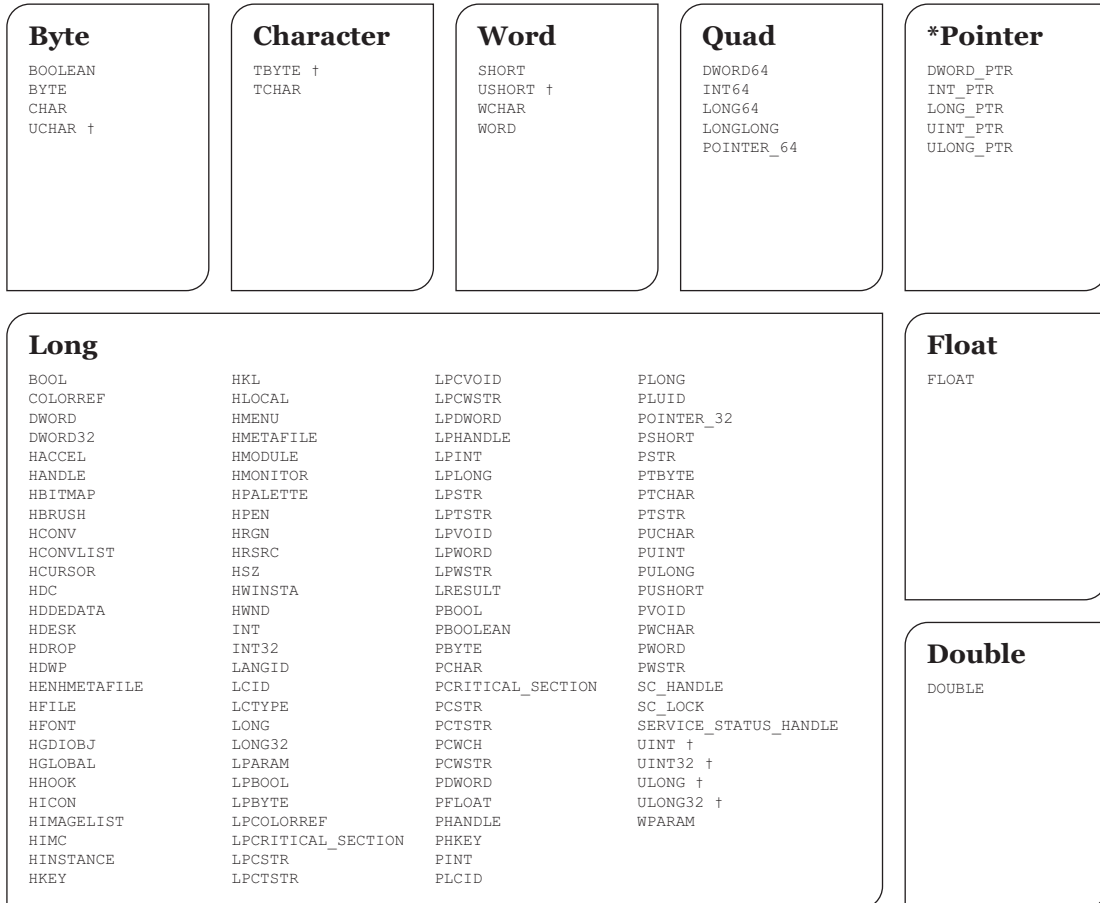 Byte
BOOLEAN
BYTE
CHAR
UCHAR †
Character
TBYTE †
TCHAR
Word
SHORT
USHORT †
WCHAR
WORD
Quad
DWORD64
INT64
LONG64
LONGLONG
POINTER_64
*Pointer
DWORD_PTR
INT_PTR
LONG_PTR
UINT_PTR
ULONG_PTR
Long
BOOL
COLORREF
DWORD
DWORD32
HACCEL
HANDLE
HBITMAP
HBRUSH
HCONV
HCONVLIST
HCURSOR
HDC
HDDEDATA
HDESK
HDROP
HDWP
HENHMETAFILE
HFILE
HFONT
HGDIOBJ
HGLOBAL
HHOOK
HICON
HIMAGELIST
HIMC
HINSTANCE
HKEY
HKL
HLOCAL
HMENU
HMETAFILE
HMODULE
HMONITOR
HPALETTE
HPEN
HRGN
HRSRC
HSZ
HWINSTA
HWND
INT
INT32
LANGID
LCID
LCTYPE
LONG
LONG32
LPARAM
LPBOOL
LPBYTE
LPCOLORREF
LPCRITICAL_SECTION
LPCSTR
LPCTSTR
LPCVOID
LPCWSTR
LPDWORD
LPHANDLE
LPINT
LPLONG
LPSTR
LPTSTR
LPVOID
LPWORD
LPWSTR
LRESULT
PBOOL
PBOOLEAN
PBYTE
PCHAR
PCRITICAL_SECTION
PCSTR
PCTSTR
PCWCH
PCWSTR
PDWORD
PFLOAT
PHANDLE
PHKEY
PINT
PLCID
PLONG
PLUID
POINTER_32
PSHORT
PSTR
PTBYTE
PTCHAR
PTSTR
PUCHAR
PUINT
PULONG
PUSHORT
PVOID
PWCHAR
PWORD
PWSTR
SC_HANDLE
SC_LOCK
SERVICE_STATUS_HANDLE
UINT †
UINT32 †
ULONG †
ULONG32 †
WPARAM
Float
FLOAT
Double
DOUBLE